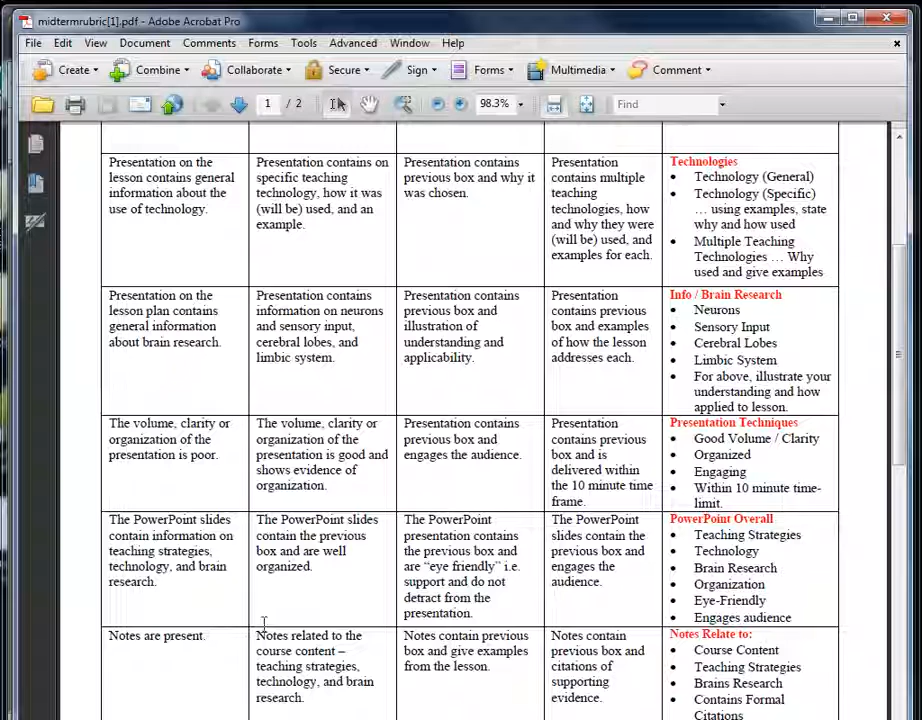 midtermrubric[1].pdf - Adobe Acrobat Pro
File Edit View Document Comments Forms Tools Advanced Window Help
Create Combine Collaborate Secure Sign Forms Multimedia Comment
1 / 2 98.3% Find
Presentation on the
lesson contains general
information about the
use of technology.
Presentation contains on
specific teaching
technology, how it was
(will be) used, and an
example.
Presentation contains
previous box and why it
was chosen.
Presentation
contains multiple
teaching
technologies, how
and why they were
(will be) used, and
examples for each.
Technologies
• Technology (General)
• Technology (Specific)
… using examples, state
why and how used
• Multiple Teaching
Technologies … Why
used and give examples
Presentation on the
lesson plan contains
general information
about brain research.
Presentation contains
information on neurons
and sensory input,
cerebral lobes, and
limbic system.
Presentation contains
previous box and
illustration of
understanding and
applicability.
Presentation
contains previous
box and examples
of how the lesson
addresses each.
Info / Brain Research
• Neurons
• Sensory Input
• Cerebral Lobes
• Limbic System
• For above, illustrate your
understanding and how
applied to lesson.
The volume, clarity or
organization of the
presentation is poor.
The volume, clarity or
organization of the
presentation is good and
shows evidence of
organization.
Presentation contains
previous box and
engages the audience.
Presentation
contains previous
box and is
delivered within
the 10 minute time
frame.
Presentation Techniques
• Good Volume / Clarity
• Organized
• Engaging
• Within 10 minute time-
limit.
The PowerPoint slides
contain information on
teaching strategies,
technology, and brain
research.
The PowerPoint slides
contain the previous
box and are well
organized.
The PowerPoint
presentation contains
the previous box and
are “eye friendly” i.e.
support and do not
detract from the
presentation.
The PowerPoint
slides contain the
previous box and
engages the
audience.
PowerPoint Overall
• Teaching Strategies
• Technology
• Brain Research
• Organization
• Eye-Friendly
• Engages audience
Notes are present.
Notes related to the
course content –
teaching strategies,
technology, and brain
research.
Notes contain previous
box and give examples
from the lesson.
Notes contain
previous box and
citations of
supporting
evidence.
Notes Relate to:
• Course Content
• Teaching Strategies
• Brains Research
• Contains Formal
Citations